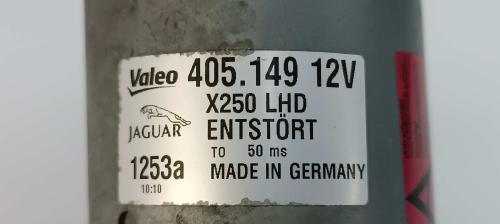 Valeo 405.149 12V
X250 LHD
JAGUAR ENTSTÖRT
TO 50 ms
1253a MADE IN GERMANY
10:10